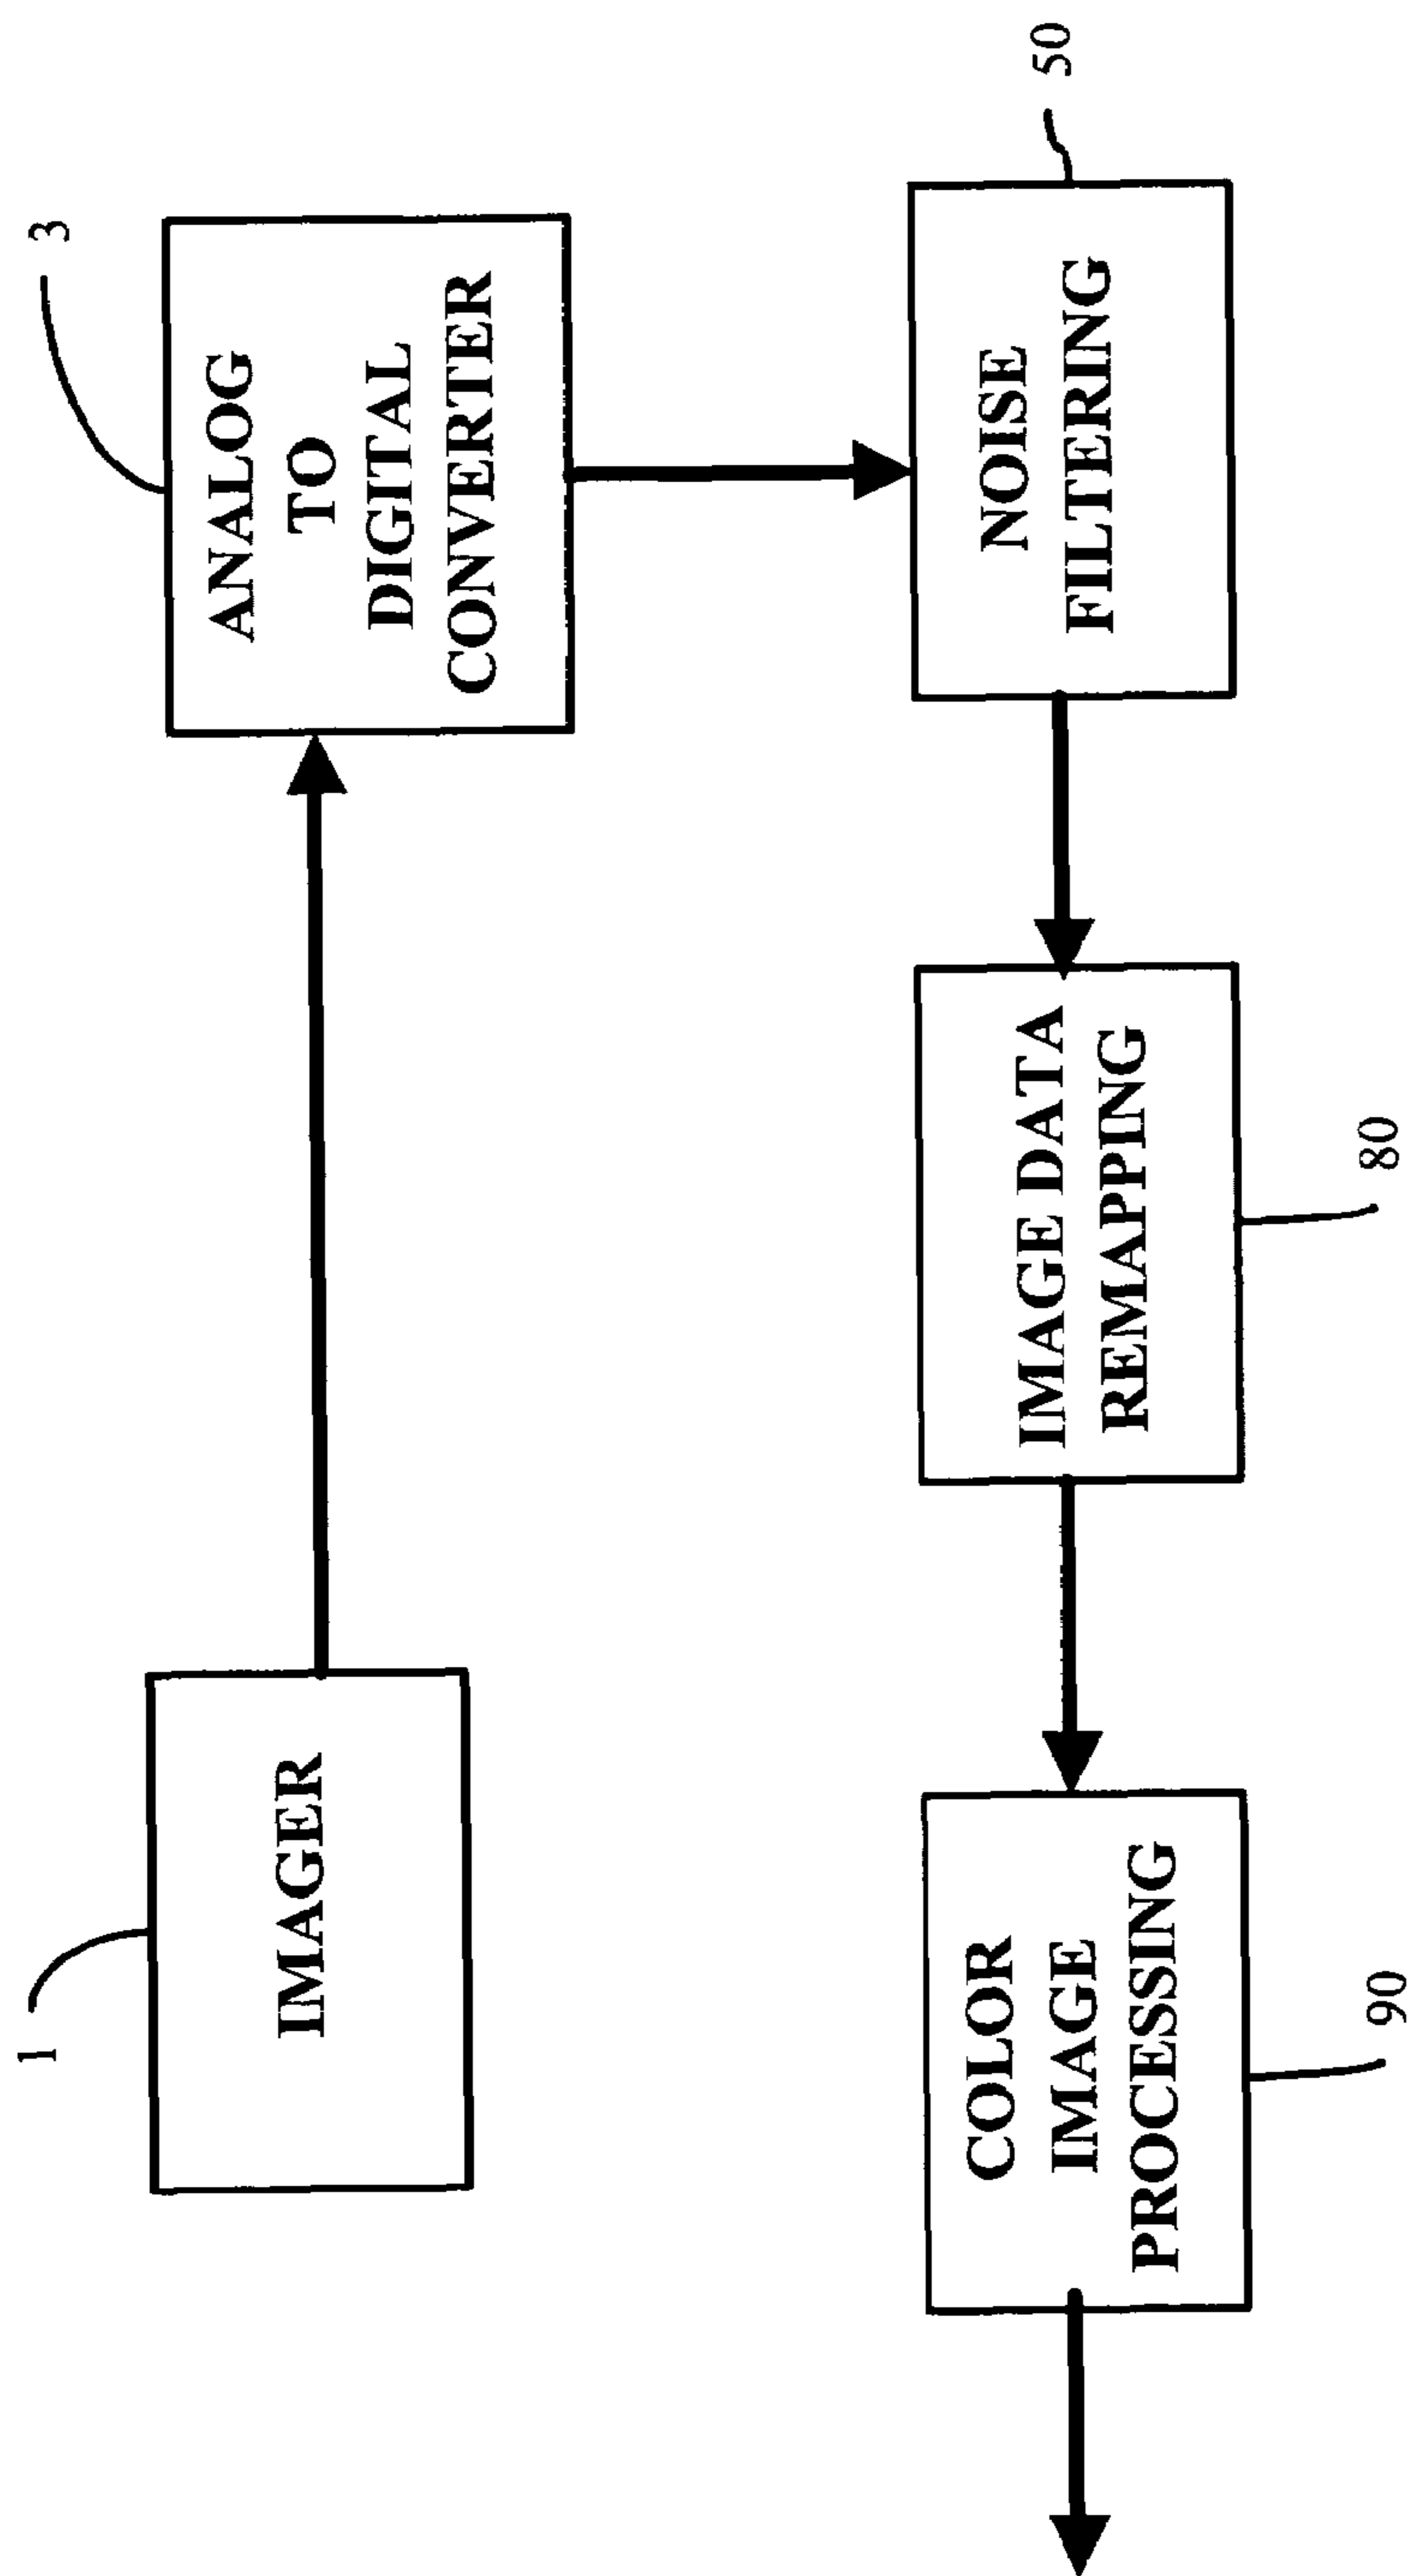 1
IMAGER
3
ANALOG
TO
DIGITAL
CONVERTER
50
NOISE
FILTERING
80
IMAGE DATA
REMAPPING
90
COLOR
IMAGE
PROCESSING